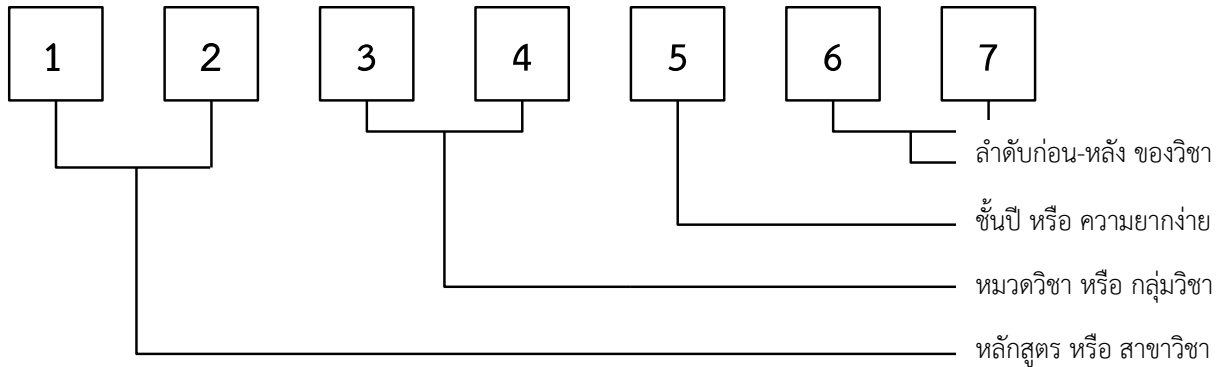 1 2 3 4 5 6 7
ลำดับก่อน-หลัง ของวิชา
ชั้นปี หรือ ความยากง่าย
หมวดวิชา หรือ กลุ่มวิชา
หลักสูตร หรือ สาขาวิชา